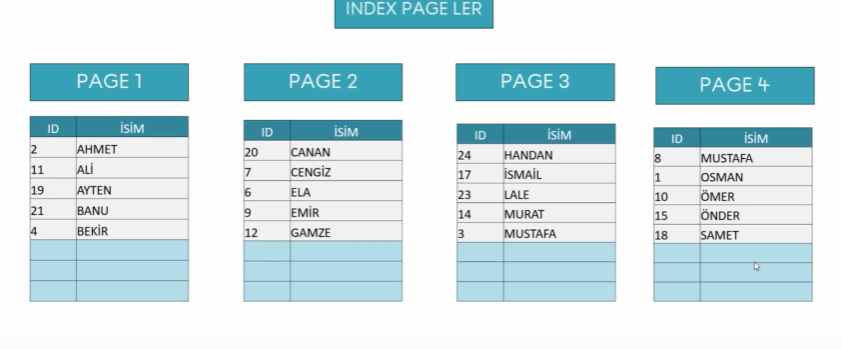 INDEX PAGE LER
PAGE 1
ID İSİM
2 AHMET
11 ALİ
19 AYTEN
21 BANU
4 BEKİR
PAGE 2
ID İSİM
20 CANAN
7 CENGİZ
6 ELA
9 EMİR
12 GAMZE
PAGE 3
ID İSİM
24 HANDAN
17 İSMAİL
23 LALE
14 MURAT
3 MUSTAFA
PAGE 4
ID İSİM
8 MUSTAFA
1 OSMAN
10 ÖMER
15 ÖNDER
18 SAMET